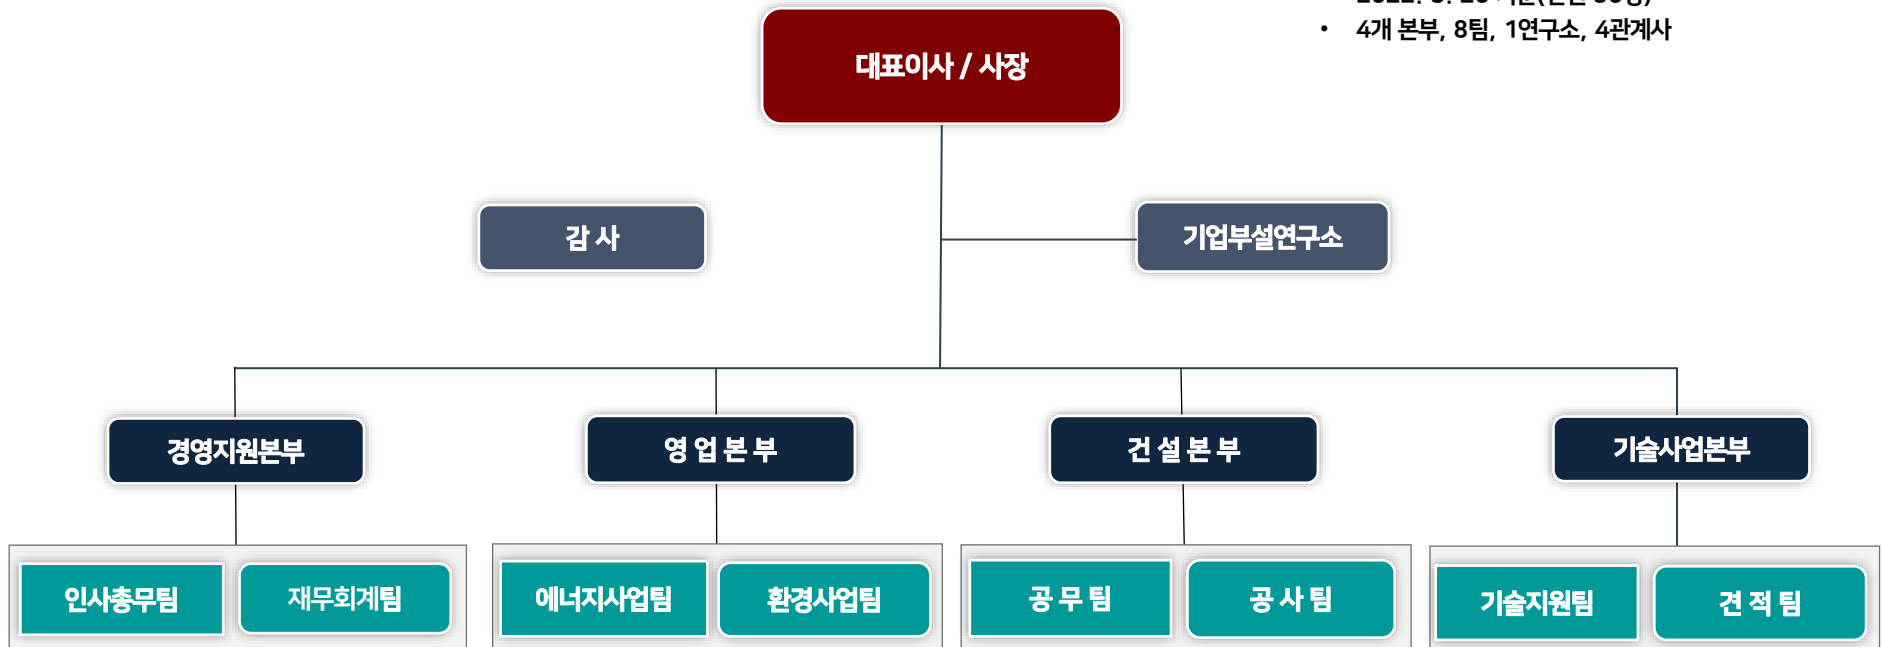 • 4개 본부, 8팀, 1연구소, 4관계사
대표이사 / 사장
감 사
기업부설연구소
경영지원본부
영 업 본 부
건 설 본 부
기술사업본부
인사총무팀
재무회계팀
에너지사업팀
환경사업팀
공 무 팀
공 사 팀
기술지원팀
견 적 팀